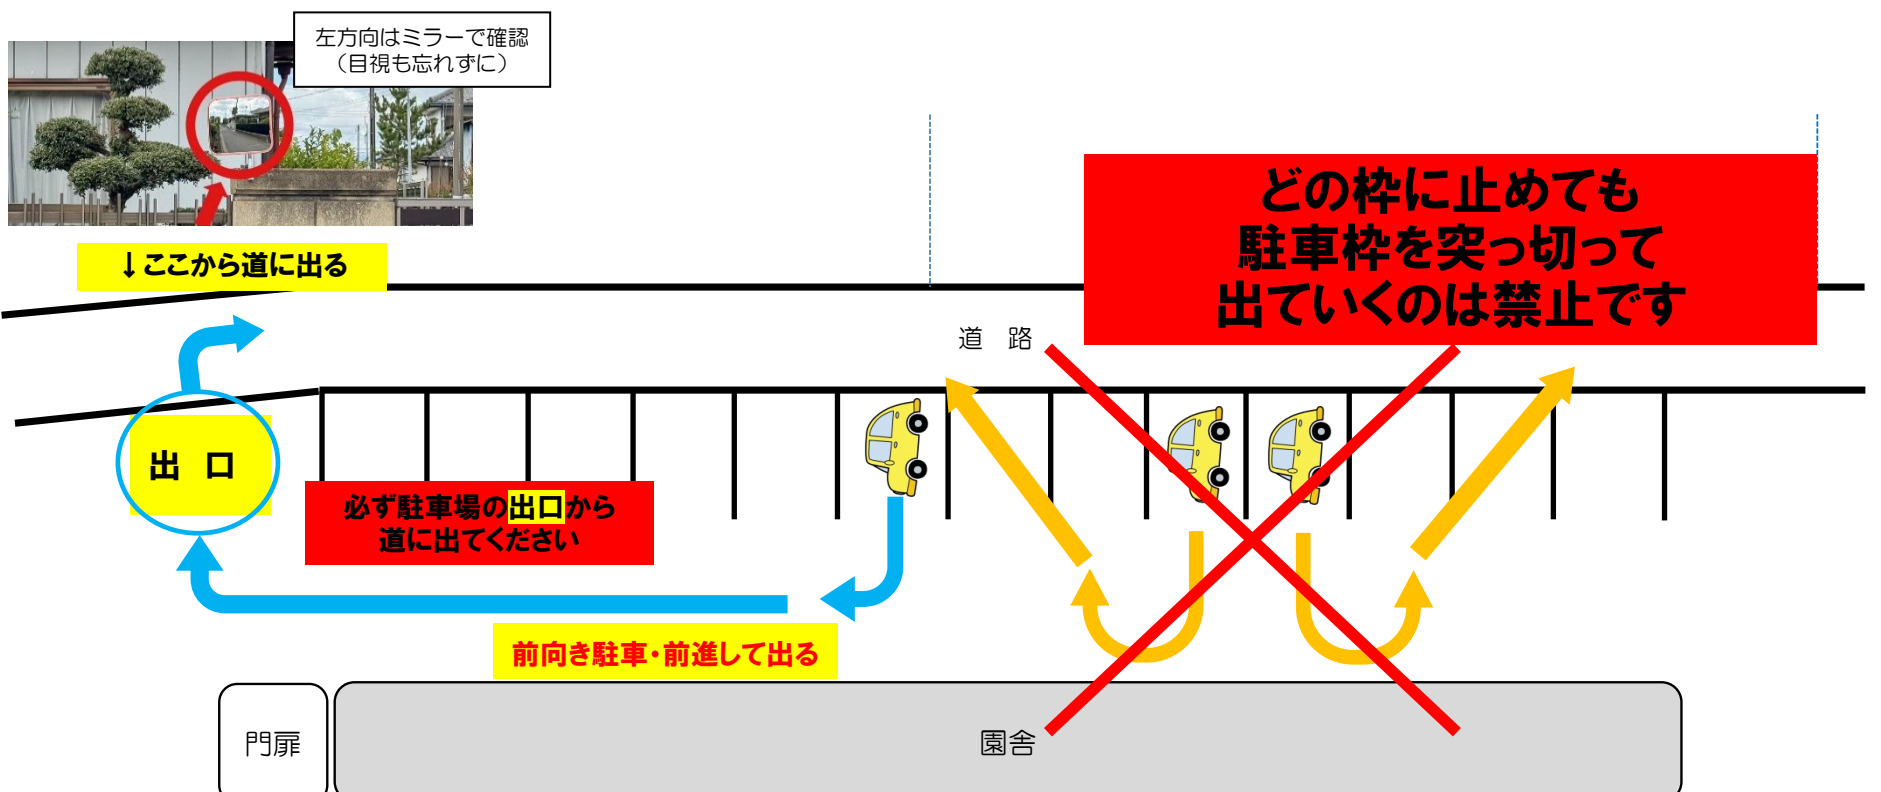 左方向はミラーで確認
（目視も忘れずに）
↓ここから道に出る
どの枠に止めても
駐車枠を突っ切って
出ていくのは禁止です
道　路
出　口
必ず駐車場の出口から
道に出てください
前向き駐車・前進して出る
門扉
園舎